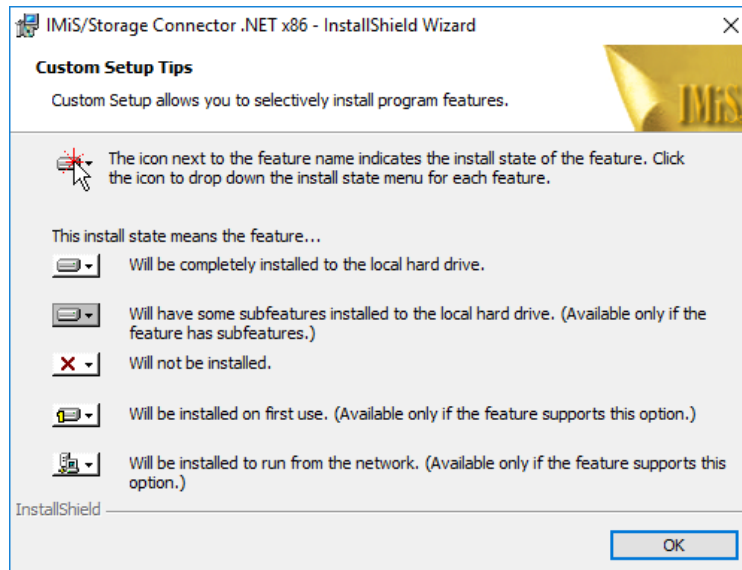 IMiS/Storage Connector .NET x86 - InstallShield Wizard
Custom Setup Tips
Custom Setup allows you to selectively install program features.
IMiS
The icon next to the feature name indicates the install state of the feature. Click
the icon to drop down the install state menu for each feature.
This install state means the feature...
Will be completely installed to the local hard drive.
Will have some subfeatures installed to the local hard drive. (Available only if the
feature has subfeatures.)
Will not be installed.
Will be installed on first use. (Available only if the feature supports this option.)
Will be installed to run from the network. (Available only if the feature supports this
option.)
InstallShield
OK